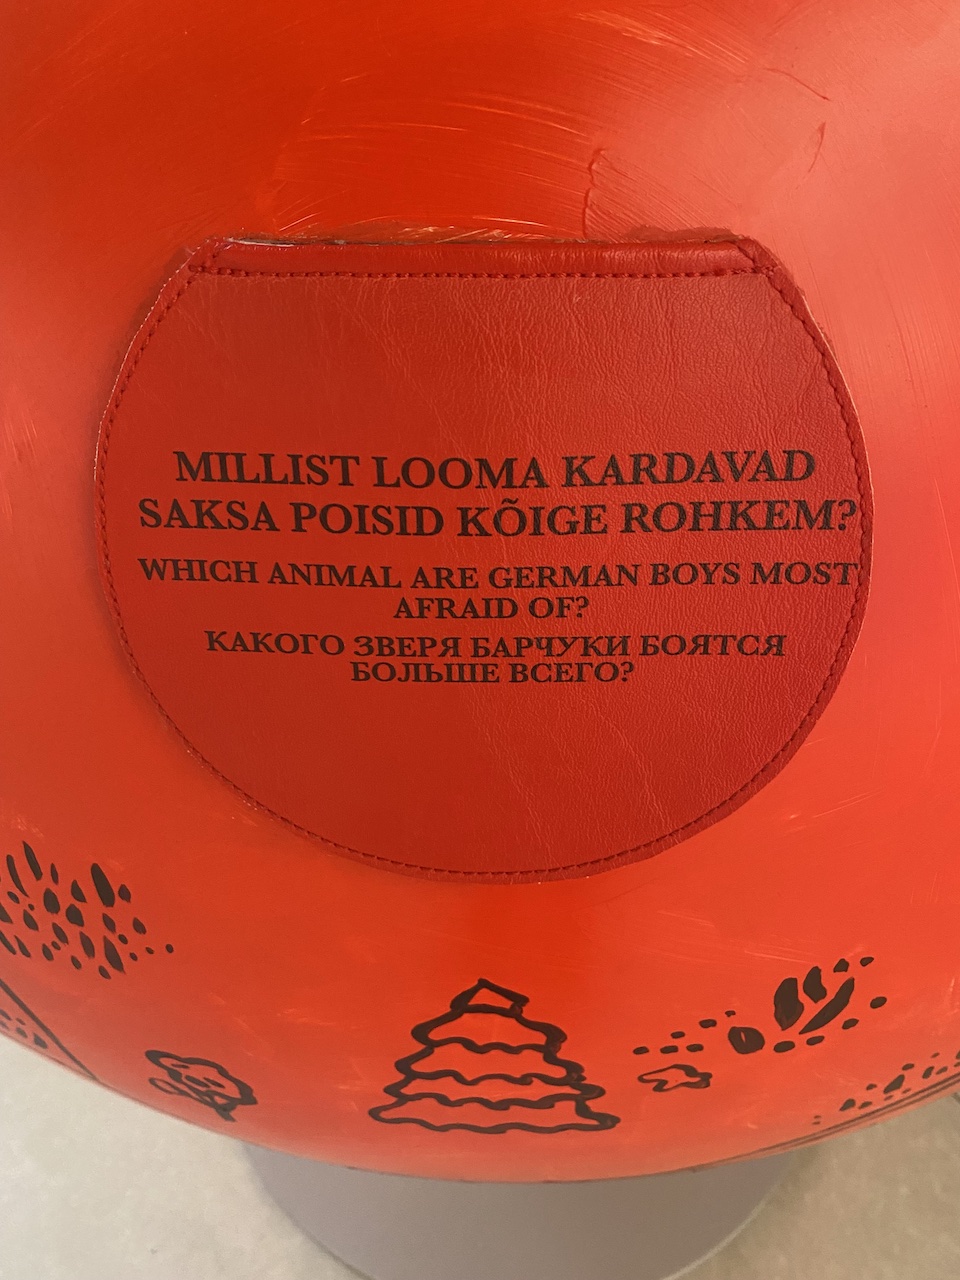 MILLIST LOOMA KARDAVAD
SAKSA POISID KÕIGE ROHKEM?
WHICH ANIMAL ARE GERMAN BOYS MOST
AFRAID OF?
КАКОГО ЗВЕРЯ БАРЧУКИ БОЯТСЯ
БОЛЬШЕ ВСЕГО?